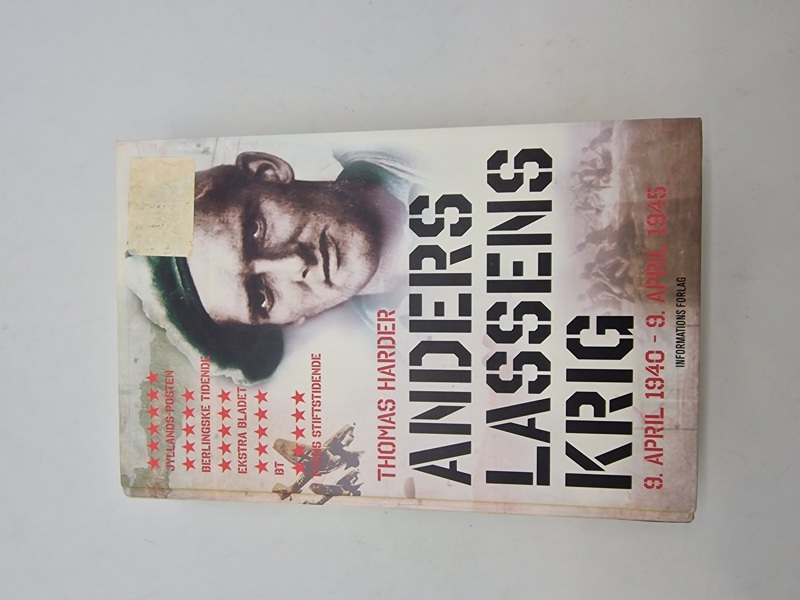 ★★★★★★
JYLLANDS-POSTEN
★★★★★
BERLINGSKE TIDENDE
★★★★★
EKSTRA BLADET
★★★★★
BT
★★★★★
STIFTSTIDENDE
THOMAS HARDER
ANDERS
LASSENS
KRIG
9. APRIL 1940 - 9. APRIL 1945
INFORMATIONS FORLAG